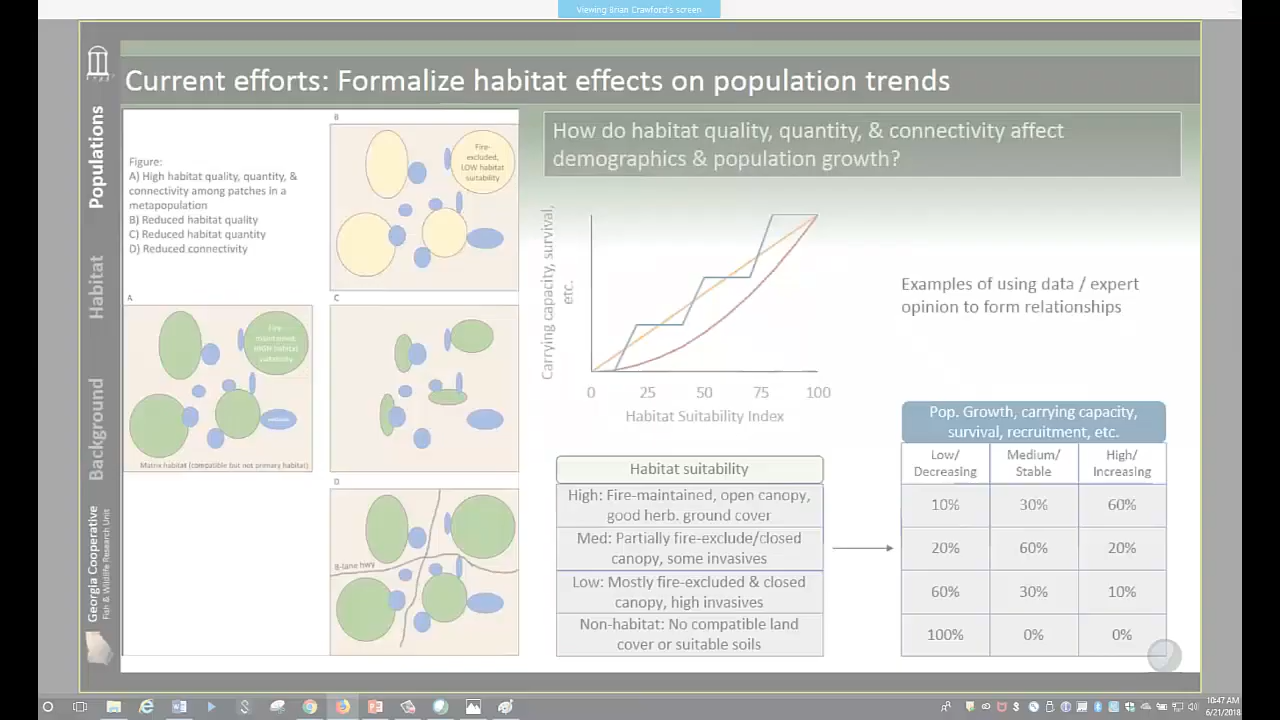 Viewing Brian Crawford's screen
Current efforts: Formalize habitat effects on population trends
Populations
Habitat
Background
Georgia Cooperative
Fish & Wildlife Research Unit
Figure:
A) High habitat quality, quantity, &
connectivity among patches in a
metapopulation
B) Reduced habitat quality
C) Reduced habitat quantity
D) Reduced connectivity
B
Fire-
excluded,
LOW habitat
suitability
A
Fire-
maintained,
HIGH habitat
suitability
Matrix habitat (compatible but not primary habitat)
C
D
8-lane hwy
How do habitat quality, quantity, & connectivity affect
demographics & population growth?
Carrying capacity, survival,
etc.
0 25 50 75 100
Habitat Suitability Index
Examples of using data / expert
opinion to form relationships
Habitat suitability
High: Fire-maintained, open canopy,
good herb. ground cover
Med: Partially fire-exclude/closed
canopy, some invasives
Low: Mostly fire-excluded & closed
canopy, high invasives
Non-habitat: No compatible land
cover or suitable soils
Pop. Growth, carrying capacity,
survival, recruitment, etc.
Low/ Medium/ High/
Decreasing Stable Increasing
10% 30% 60%
20% 60% 20%
60% 30% 10%
100% 0% 0%
10:47 AM
6/21/2018